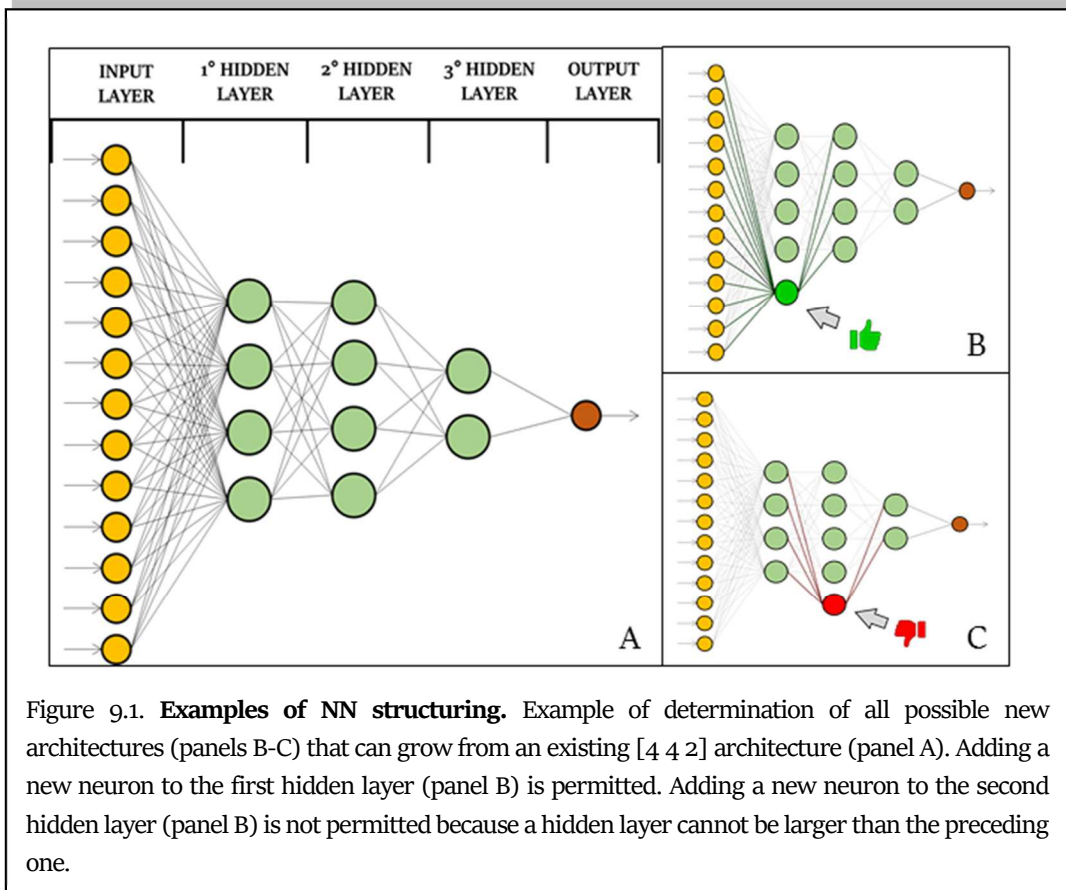 INPUT LAYER
1° HIDDEN LAYER
2° HIDDEN LAYER
3° HIDDEN LAYER
OUTPUT LAYER
A
B
C
Figure 9.1. Examples of NN structuring. Example of determination of all possible new
architectures (panels B-C) that can grow from an existing [4 4 2] architecture (panel A). Adding a
new neuron to the first hidden layer (panel B) is permitted. Adding a new neuron to the second
hidden layer (panel B) is not permitted because a hidden layer cannot be larger than the preceding
one.